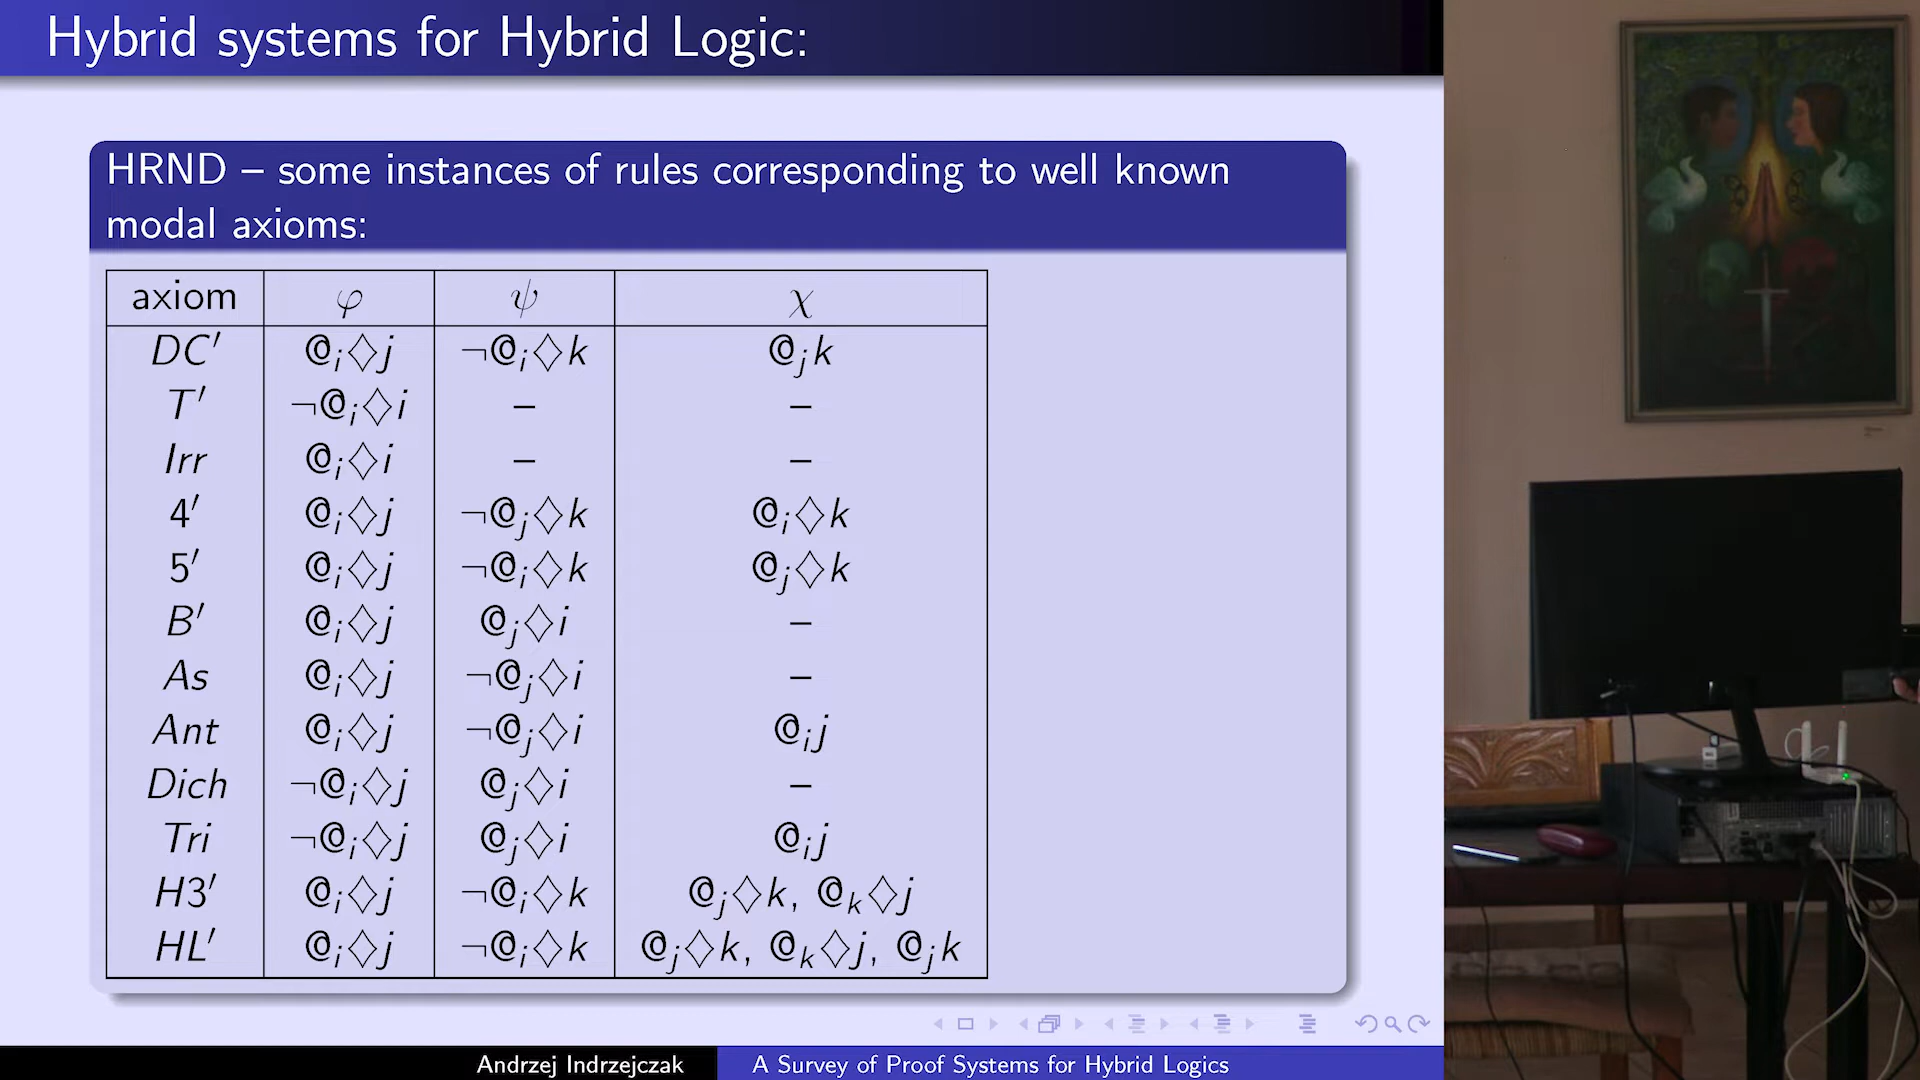 Hybrid systems for Hybrid Logic:
HRND – some instances of rules corresponding to well known
modal axioms:
axiom φ ψ χ
DC′ @ᵢ◇j ¬@ᵢ◇k @ⱼk
T′ ¬@ᵢ◇i – –
Irr @ᵢ◇i – –
4′ @ᵢ◇j ¬@ⱼ◇k @ᵢ◇k
5′ @ᵢ◇j ¬@ᵢ◇k @ⱼ◇k
B′ @ᵢ◇j @ⱼ◇i –
As @ᵢ◇j ¬@ⱼ◇i –
Ant @ᵢ◇j ¬@ⱼ◇i @ᵢj
Dich ¬@ᵢ◇j @ⱼ◇i –
Tri ¬@ᵢ◇j @ⱼ◇i @ᵢj
H3′ @ᵢ◇j ¬@ᵢ◇k @ⱼ◇k, @ₖ◇j
HL′ @ᵢ◇j ¬@ᵢ◇k @ⱼ◇k, @ₖ◇j, @ⱼk
Andrzej Indrzejczak A Survey of Proof Systems for Hybrid Logics